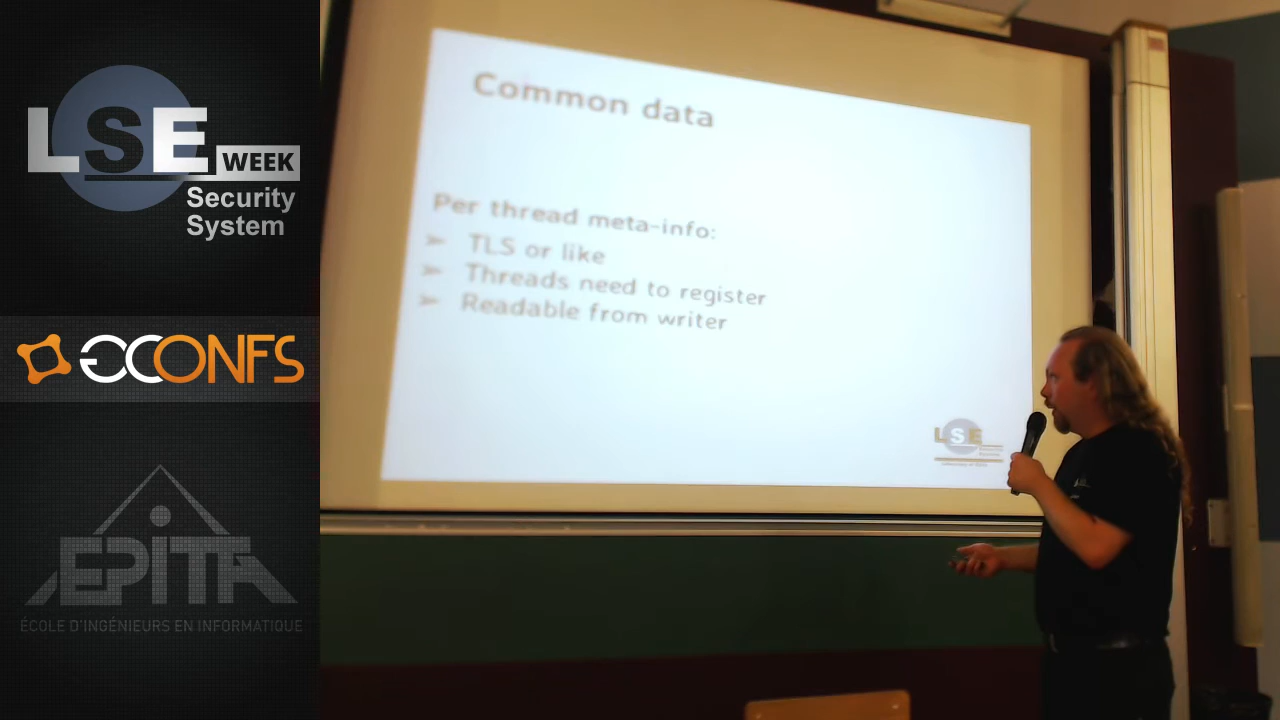 LSE
WEEK
Security
System
GCONFS
EPITA
ÉCOLE D'INGÉNIEURS EN INFORMATIQUE
Common data
Per thread meta-info:
➤ TLS or like
➤ Threads need to register
➤ Readable from writer
LSE